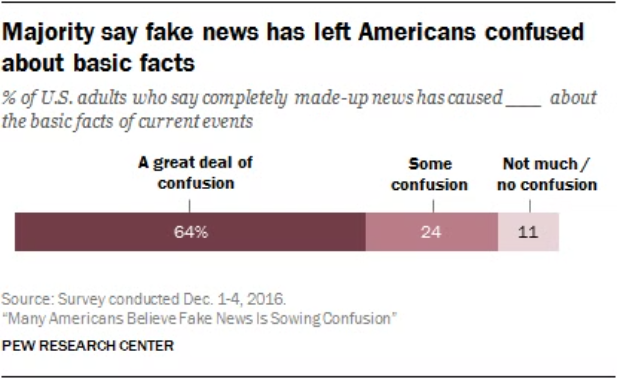 Majority say fake news has left Americans confused
about basic facts
% of U.S. adults who say completely made-up news has caused ___ about
the basic facts of current events
A great deal of
confusion
Some
confusion
Not much/
no confusion
64%
24
11
Source: Survey conducted Dec. 1-4, 2016.
"Many Americans Believe Fake News Is Sowing Confusion"
PEW RESEARCH CENTER